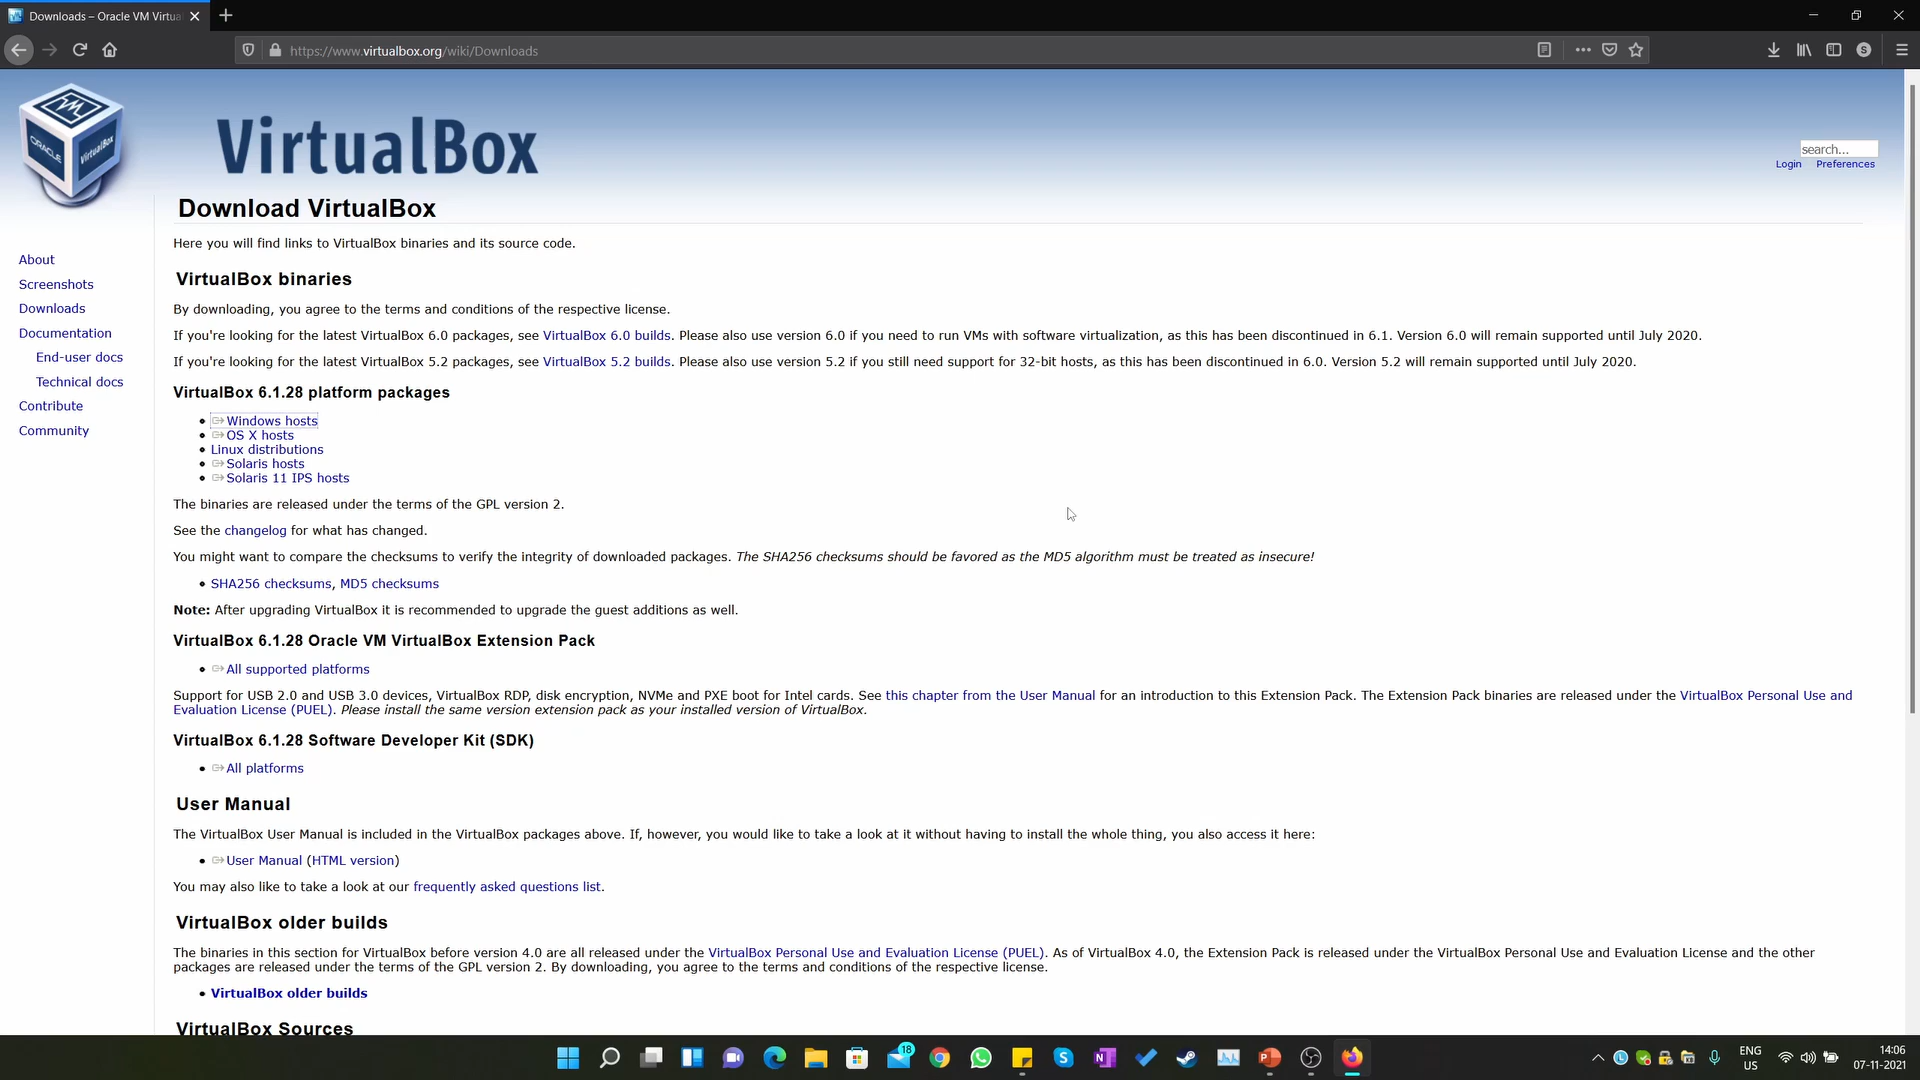 Downloads – Oracle VM Virtua
https://www.virtualbox.org/wiki/Downloads
S
ORACLE
VirtualBox
VirtualBox
search...
Login Preferences
Download VirtualBox
Here you will find links to VirtualBox binaries and its source code.
About
Screenshots
Downloads
Documentation
End-user docs
Technical docs
Contribute
Community
VirtualBox binaries
By downloading, you agree to the terms and conditions of the respective license.
If you're looking for the latest VirtualBox 6.0 packages, see VirtualBox 6.0 builds. Please also use version 6.0 if you need to run VMs with software virtualization, as this has been discontinued in 6.1. Version 6.0 will remain supported until July 2020.
If you're looking for the latest VirtualBox 5.2 packages, see VirtualBox 5.2 builds. Please also use version 5.2 if you still need support for 32-bit hosts, as this has been discontinued in 6.0. Version 5.2 will remain supported until July 2020.
VirtualBox 6.1.28 platform packages
Windows hosts
OS X hosts
Linux distributions
Solaris hosts
Solaris 11 IPS hosts
The binaries are released under the terms of the GPL version 2.
See the changelog for what has changed.
You might want to compare the checksums to verify the integrity of downloaded packages. The SHA256 checksums should be favored as the MD5 algorithm must be treated as insecure!
SHA256 checksums, MD5 checksums
Note: After upgrading VirtualBox it is recommended to upgrade the guest additions as well.
VirtualBox 6.1.28 Oracle VM VirtualBox Extension Pack
All supported platforms
Support for USB 2.0 and USB 3.0 devices, VirtualBox RDP, disk encryption, NVMe and PXE boot for Intel cards. See this chapter from the User Manual for an introduction to this Extension Pack. The Extension Pack binaries are released under the VirtualBox Personal Use and
Evaluation License (PUEL). Please install the same version extension pack as your installed version of VirtualBox.
VirtualBox 6.1.28 Software Developer Kit (SDK)
All platforms
User Manual
The VirtualBox User Manual is included in the VirtualBox packages above. If, however, you would like to take a look at it without having to install the whole thing, you also access it here:
User Manual (HTML version)
You may also like to take a look at our frequently asked questions list.
VirtualBox older builds
The binaries in this section for VirtualBox before version 4.0 are all released under the VirtualBox Personal Use and Evaluation License (PUEL). As of VirtualBox 4.0, the Extension Pack is released under the VirtualBox Personal Use and Evaluation License and the other
packages are released under the terms of the GPL version 2. By downloading, you agree to the terms and conditions of the respective license.
VirtualBox older builds
VirtualBox Sources
18
ENG
US
14:06
07-11-2021